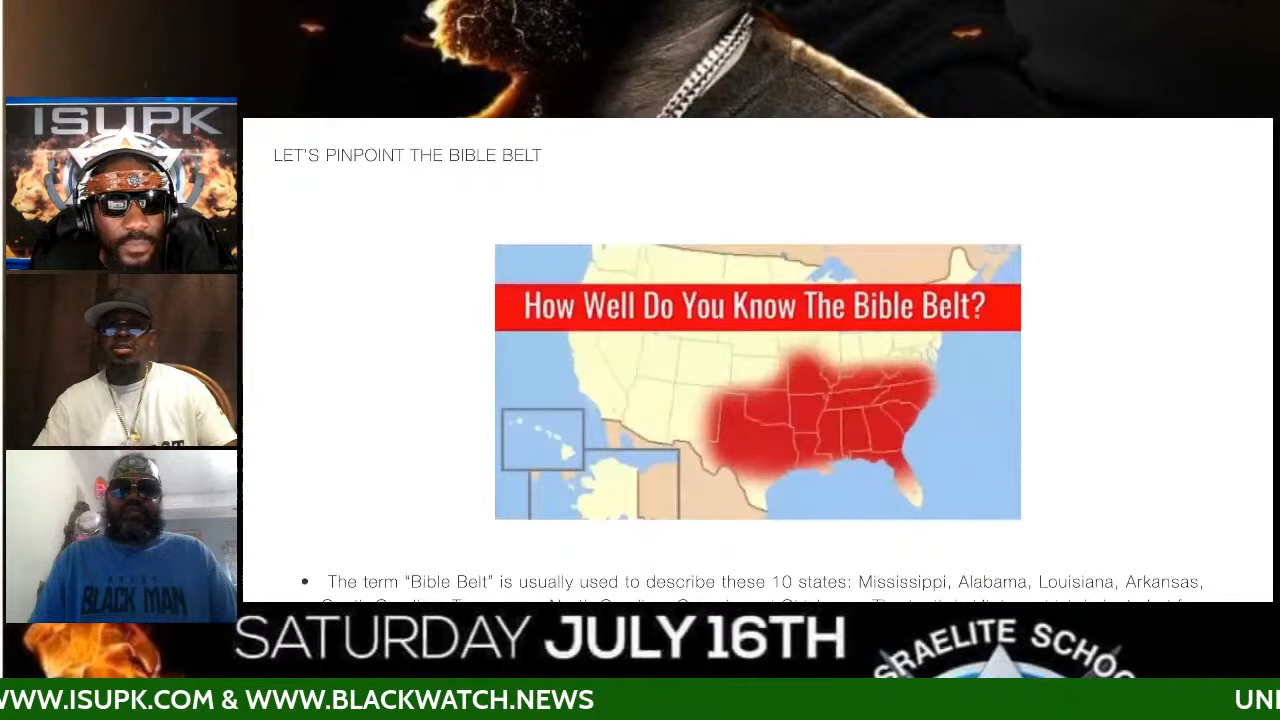 ISUPK
LET'S PINPOINT THE BIBLE BELT
How Well Do You Know The Bible Belt?
BLACK MAN
• The term “Bible Belt” is usually used to describe these 10 states: Mississippi, Alabama, Louisiana, Arkansas,
SATURDAY JULY 16TH
SRAELITE SCHOO
WWW.ISUPK.COM & WWW.BLACKWATCH.NEWS
UNI